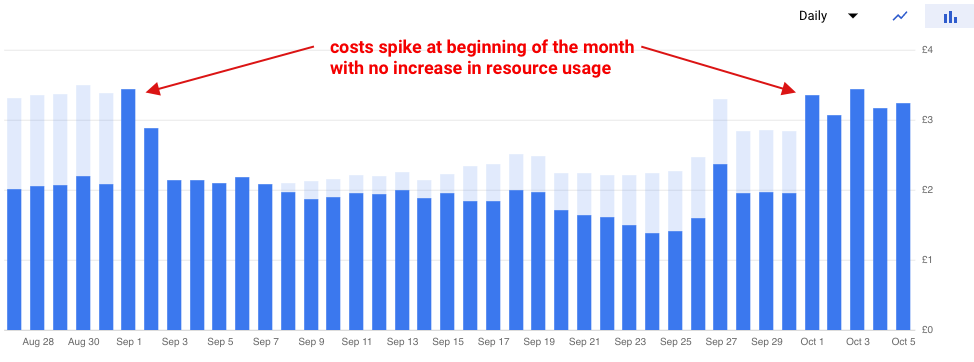 Daily
costs spike at beginning of the month
with no increase in resource usage
£4
£3
£2
£1
£0
Aug 28 Aug 30 Sep 1 Sep 3 Sep 5 Sep 7 Sep 9 Sep 11 Sep 13 Sep 15 Sep 17 Sep 19 Sep 21 Sep 23 Sep 25 Sep 27 Sep 29 Oct 1 Oct 3 Oct 5